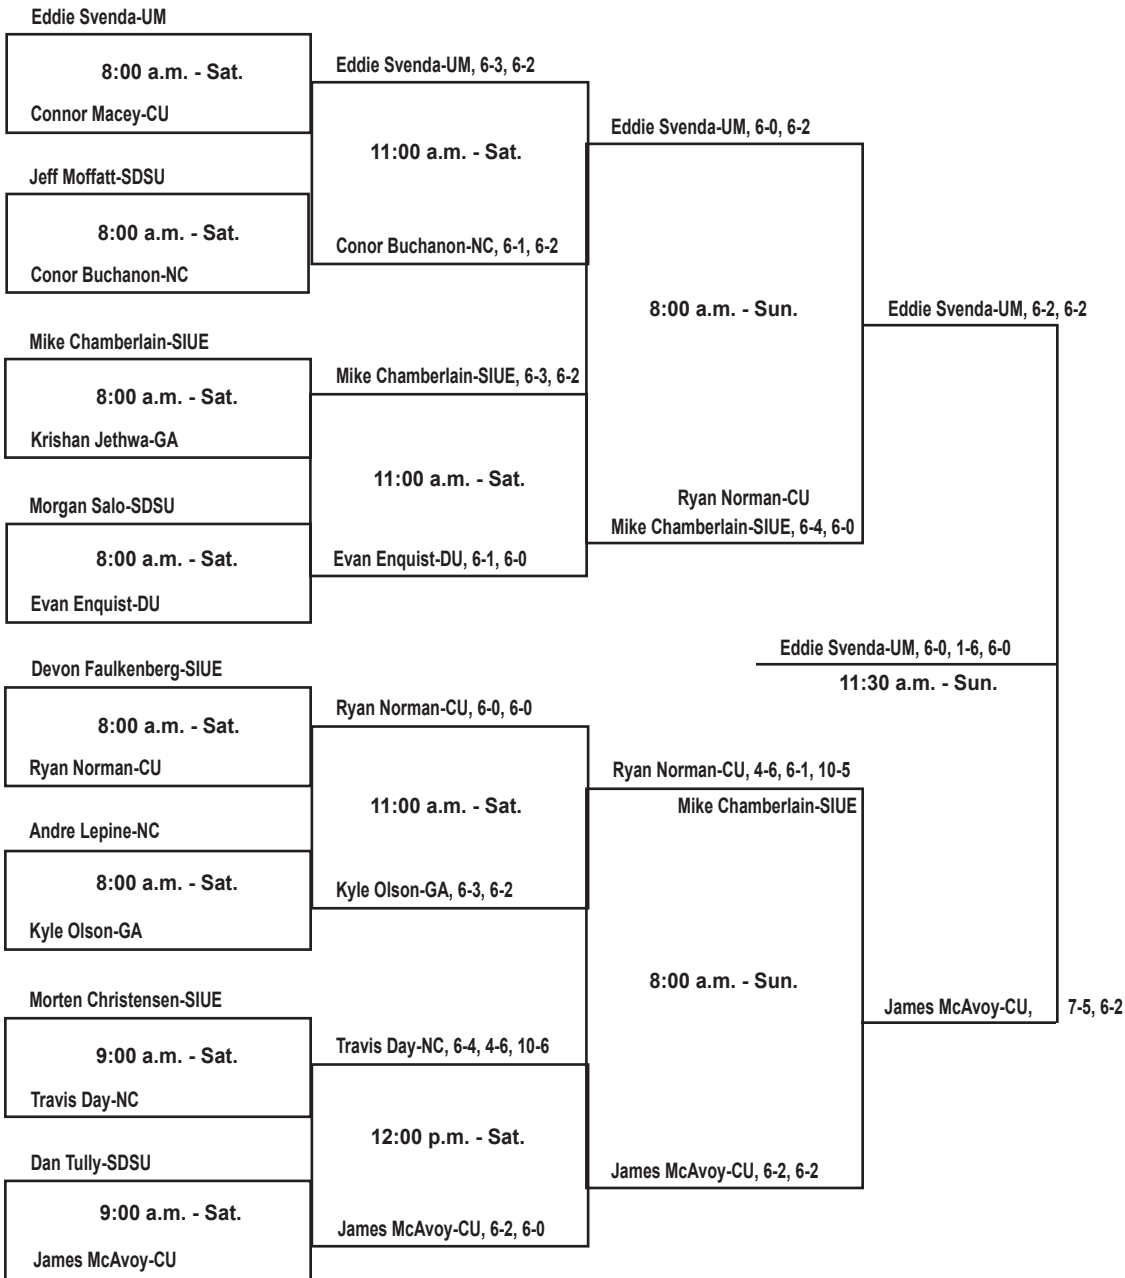 Eddie Svenda-UM
8:00 a.m. - Sat.
Connor Macey-CU
Jeff Moffatt-SDSU
8:00 a.m. - Sat.
Conor Buchanon-NC
Mike Chamberlain-SIUE
8:00 a.m. - Sat.
Krishan Jethwa-GA
Morgan Salo-SDSU
8:00 a.m. - Sat.
Evan Enquist-DU
Devon Faulkenberg-SIUE
8:00 a.m. - Sat.
Ryan Norman-CU
Andre Lepine-NC
8:00 a.m. - Sat.
Kyle Olson-GA
Morten Christensen-SIUE
9:00 a.m. - Sat.
Travis Day-NC
Dan Tully-SDSU
9:00 a.m. - Sat.
James McAvoy-CU
Eddie Svenda-UM, 6-3, 6-2
11:00 a.m. - Sat.
Conor Buchanon-NC, 6-1, 6-2
Mike Chamberlain-SIUE, 6-3, 6-2
11:00 a.m. - Sat.
Evan Enquist-DU, 6-1, 6-0
Ryan Norman-CU, 6-0, 6-0
11:00 a.m. - Sat.
Kyle Olson-GA, 6-3, 6-2
Travis Day-NC, 6-4, 4-6, 10-6
12:00 p.m. - Sat.
James McAvoy-CU, 6-2, 6-0
Eddie Svenda-UM, 6-0, 6-2
8:00 a.m. - Sun.
Ryan Norman-CU
Mike Chamberlain-SIUE, 6-4, 6-0
Ryan Norman-CU, 4-6, 6-1, 10-5
Mike Chamberlain-SIUE
8:00 a.m. - Sun.
James McAvoy-CU, 6-2, 6-2
Eddie Svenda-UM, 6-2, 6-2
Eddie Svenda-UM, 6-0, 1-6, 6-0
11:30 a.m. - Sun.
James McAvoy-CU, 7-5, 6-2